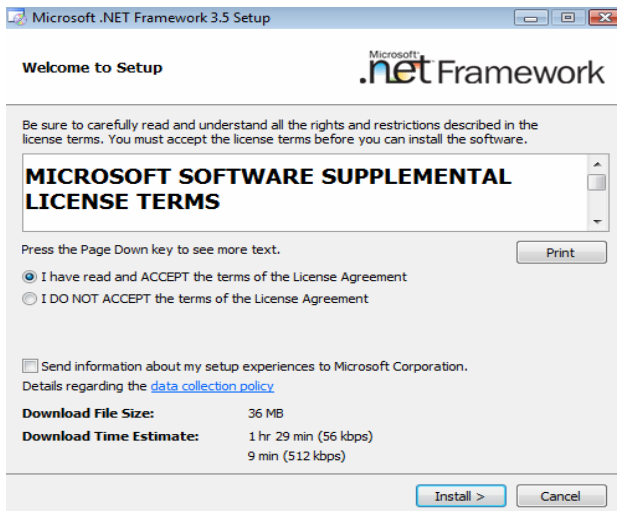 Microsoft .NET Framework 3.5 Setup
Welcome to Setup
Microsoft®
.net Framework
Be sure to carefully read and understand all the rights and restrictions described in the
license terms. You must accept the license terms before you can install the software.
MICROSOFT SOFTWARE SUPPLEMENTAL
LICENSE TERMS
Press the Page Down key to see more text.
Print
I have read and ACCEPT the terms of the License Agreement
I DO NOT ACCEPT the terms of the License Agreement
Send information about my setup experiences to Microsoft Corporation.
Details regarding the data collection policy
Download File Size: 36 MB
Download Time Estimate: 1 hr 29 min (56 kbps)
9 min (512 kbps)
Install > Cancel